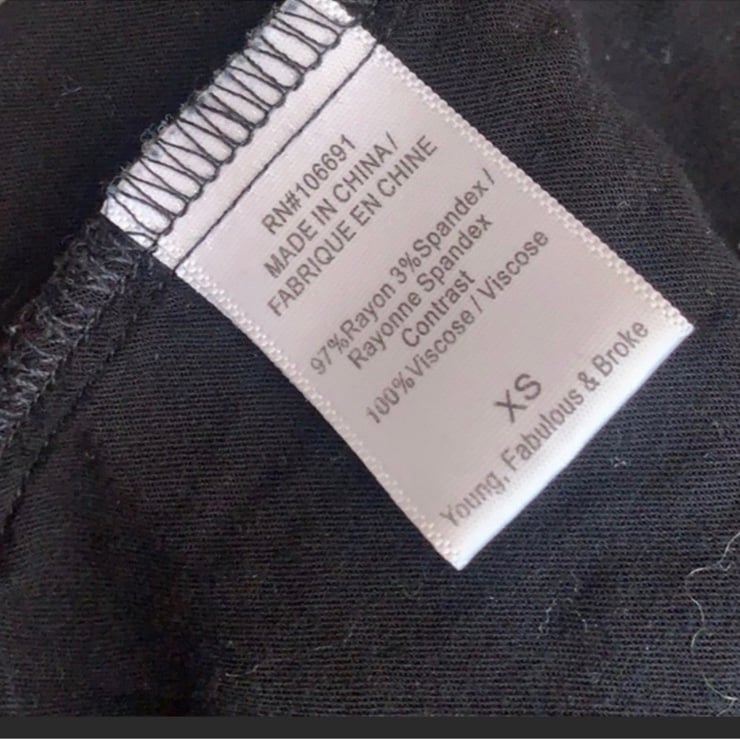 RN#106691
MADE IN CHINA/
FABRIQUE EN CHINE
97%Rayon 3%Spandex/
Rayonne Spandex
Contrast
100%Viscose/Viscose
XS
Young, Fabulous & Broke